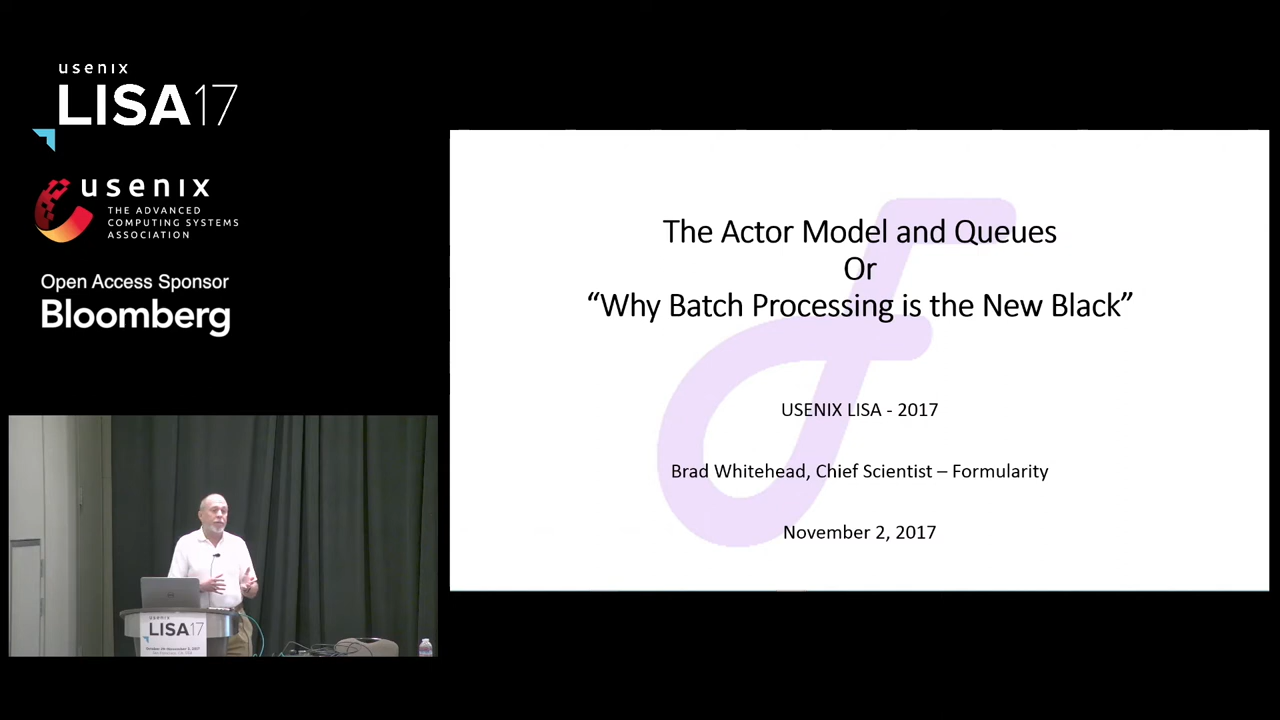 usenix
LISA17
usenix
THE ADVANCED
COMPUTING SYSTEMS
ASSOCIATION
Open Access Sponsor
Bloomberg
The Actor Model and Queues
Or
“Why Batch Processing is the New Black”
USENIX LISA - 2017
Brad Whitehead, Chief Scientist – Formularity
November 2, 2017
usenix
LISA17